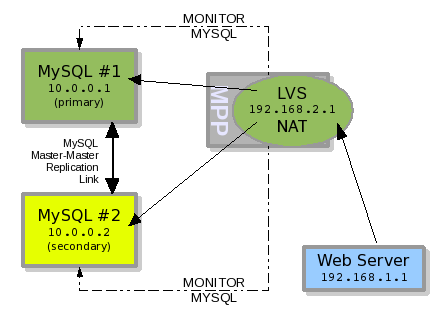 MONITOR
MYSQL
MySQL #1
10.0.0.1
(primary)
MPP
LVS
192.168.2.1
NAT
MySQL
Master-Master
Replication
Link
MySQL #2
10.0.0.2
(secondary)
Web Server
192.168.1.1
MONITOR
MYSQL